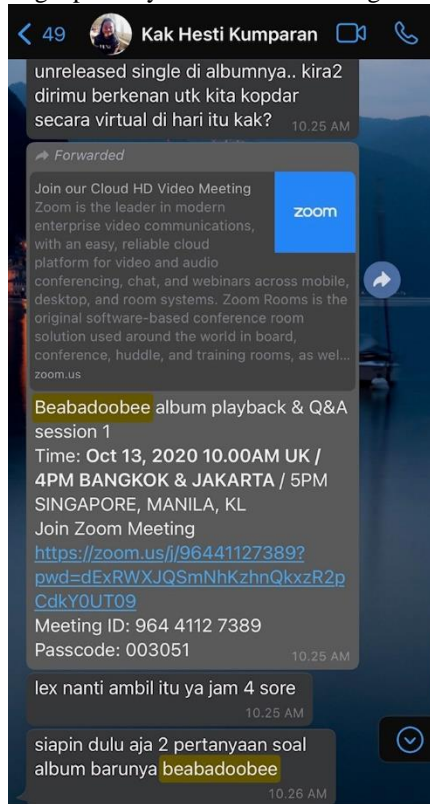 49
Kak Hesti Kumparan
unreleased single di albumnya.. kira2
dirimu berkenan utk kita kopdar
secara virtual di hari itu kak?
10.25 AM
Forwarded
Join our Cloud HD Video Meeting
Zoom is the leader in modern
enterprise video communications,
with an easy, reliable cloud
platform for video and audio
conferencing, chat, and webinars across mobile,
desktop, and room systems. Zoom Rooms is the
original software-based conference room
solution used around the world in board,
conference, huddle, and training rooms, as wel...
zoom.us
zoom
Beabadoobee album playback & Q&A
session 1
Time: Oct 13, 2020 10.00AM UK /
4PM BANGKOK & JAKARTA / 5PM
SINGAPORE, MANILA, KL
Join Zoom Meeting
https://zoom.us/j/96441127389?
pwd=dExRWXJQSmNhKzhnQkxzR2p
CdkY0UT09
Meeting ID: 964 4112 7389
Passcode: 003051
10.25 AM
lex nanti ambil itu ya jam 4 sore
10.25 AM
siapin dulu aja 2 pertanyaan soal
album barunya beabadoobee
10.26 AM